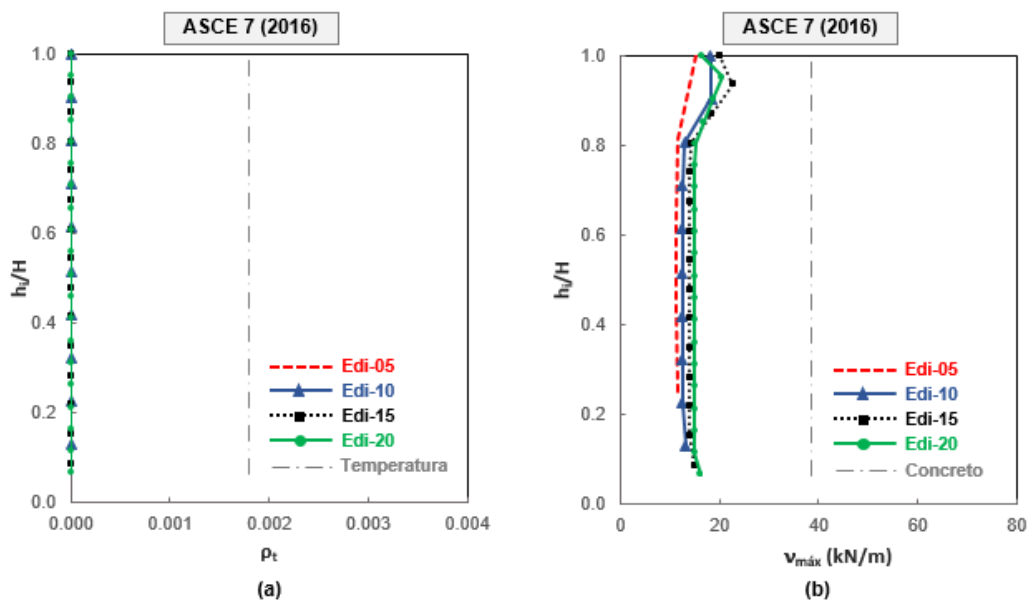 ASCE 7 (2016)
1.0
0.8
0.6
0.4
0.2
0.0
hᵢ/H
0.000
0.001
0.002
0.003
0.004
ρₜ
Edi-05
Edi-10
Edi-15
Edi-20
Temperatura
(a)
ASCE 7 (2016)
1.0
0.8
0.6
0.4
0.2
0.0
hᵢ/H
0
20
40
60
80
νmáx (kN/m)
Edi-05
Edi-10
Edi-15
Edi-20
Concreto
(b)